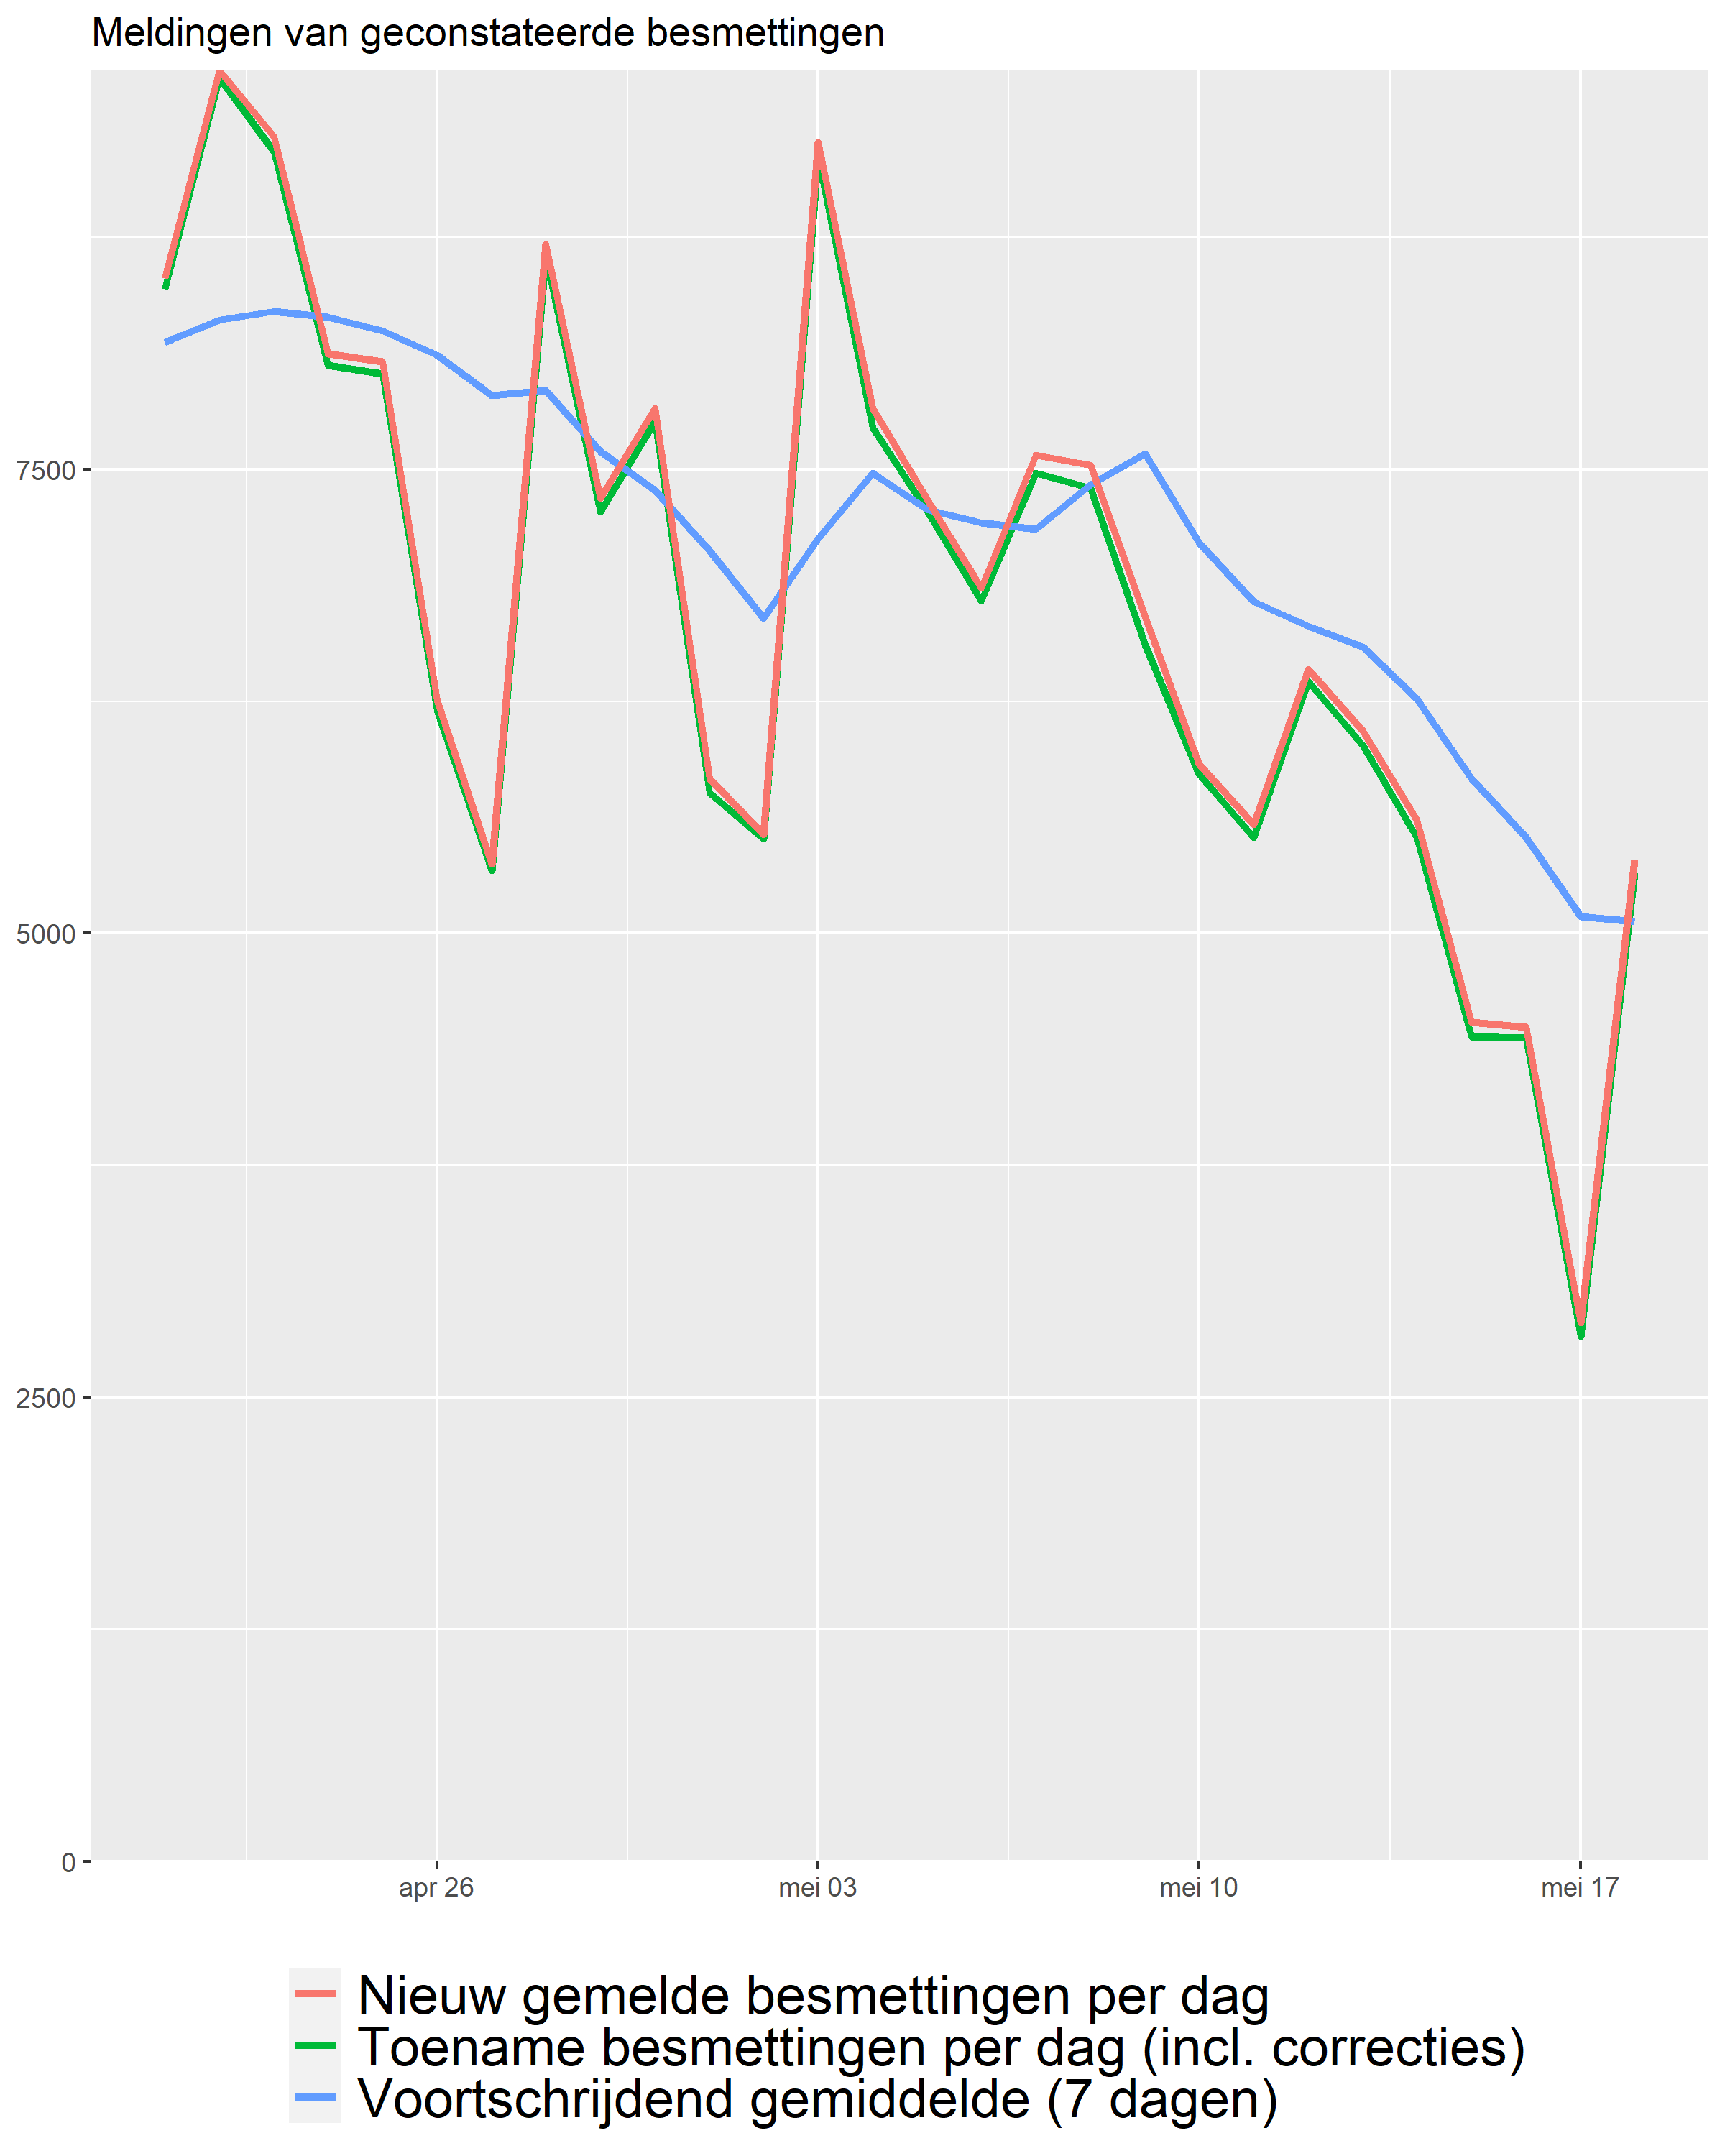 Meldingen van geconstateerde besmettingen
7500
5000
2500
0
apr 26
mei 03
mei 10
mei 17
Nieuw gemelde besmettingen per dag
Toename besmettingen per dag (incl. correcties)
Voortschrijdend gemiddelde (7 dagen)